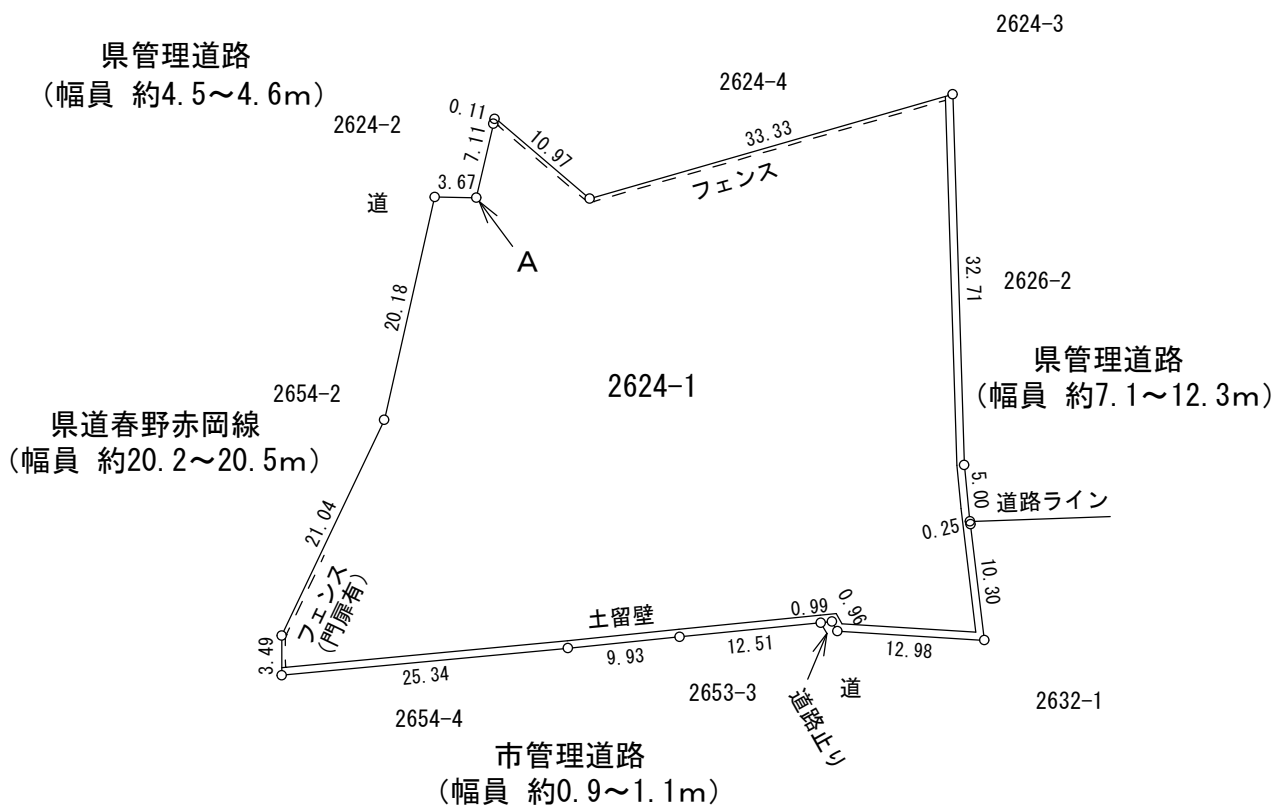 2624-3
県管理道路
(幅員 約4.5～4.6m)
2624-4
2624-2
0.11
7.11
10.97
33.33
フェンス
3.67
道
A
20.18
32.71
2626-2
2624-1
県管理道路
(幅員 約7.1～12.3m)
2654-2
県道春野赤岡線
(幅員 約20.2～20.5m)
5.00
道路ライン
0.25
21.04
フェンス
(門扉有)
10.30
3.49
土留壁
0.99
0.96
25.34
9.93
12.51
12.98
道路止り
道
2653-3
2632-1
2654-4
市管理道路
(幅員 約0.9～1.1m)